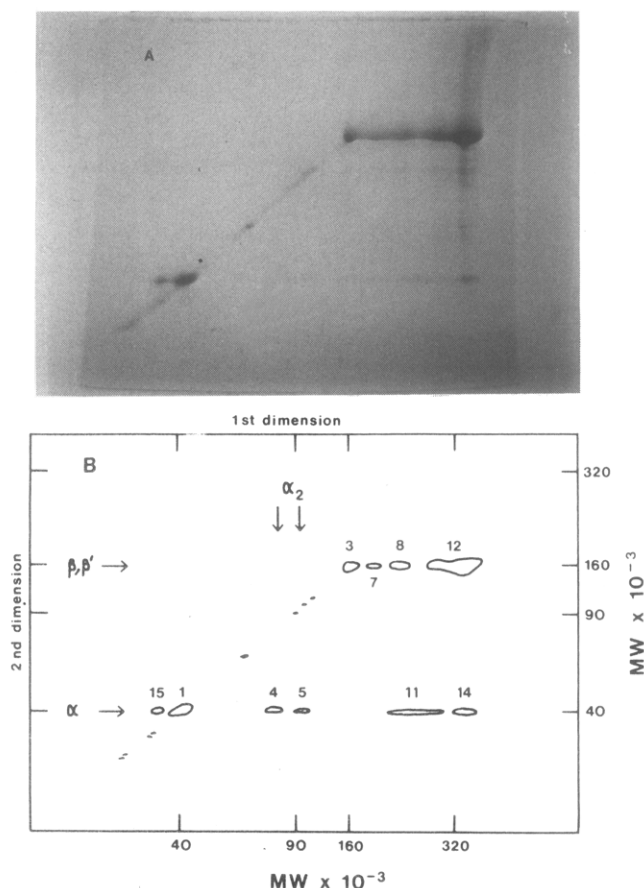 A
1st dimension
B
α₂
320
3 8 12
β,β′ 160
7
2nd dimension
90
MW x 10⁻³
15 1 4 5 11 14
α 40
40 90 160 320
MW x 10⁻³